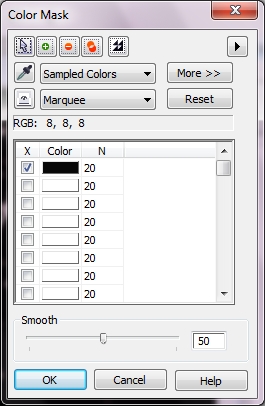 Color Mask
Sampled Colors
More >>
Marquee
Reset
RGB: 8, 8, 8
X Color N
20
20
20
20
20
20
20
20
Smooth
50
OK Cancel Help